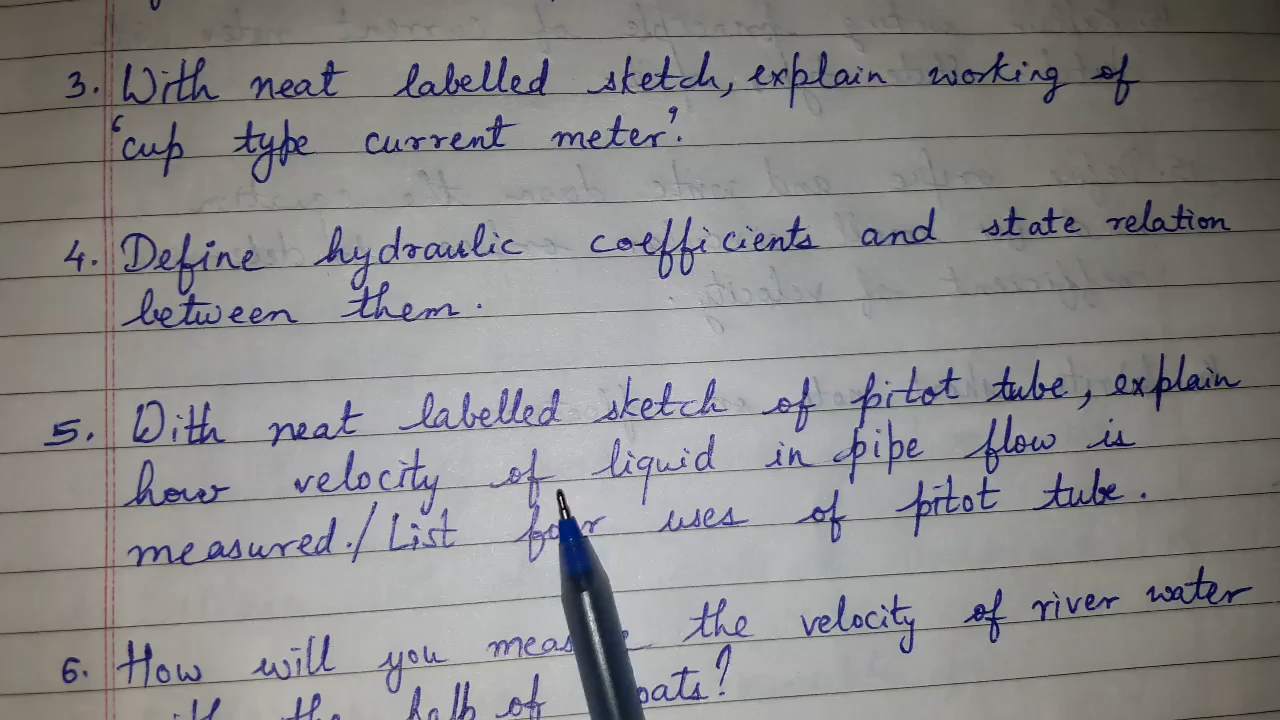 3. With neat labelled sketch, explain working of
'cup type current meter'.
4. Define hydraulic coefficients and state relation
between them.
5. With neat labelled sketch of pitot tube, explain
how velocity of liquid in pipe flow is
measured./List four uses of pitot tube.
6. How will you the velocity of river water
of